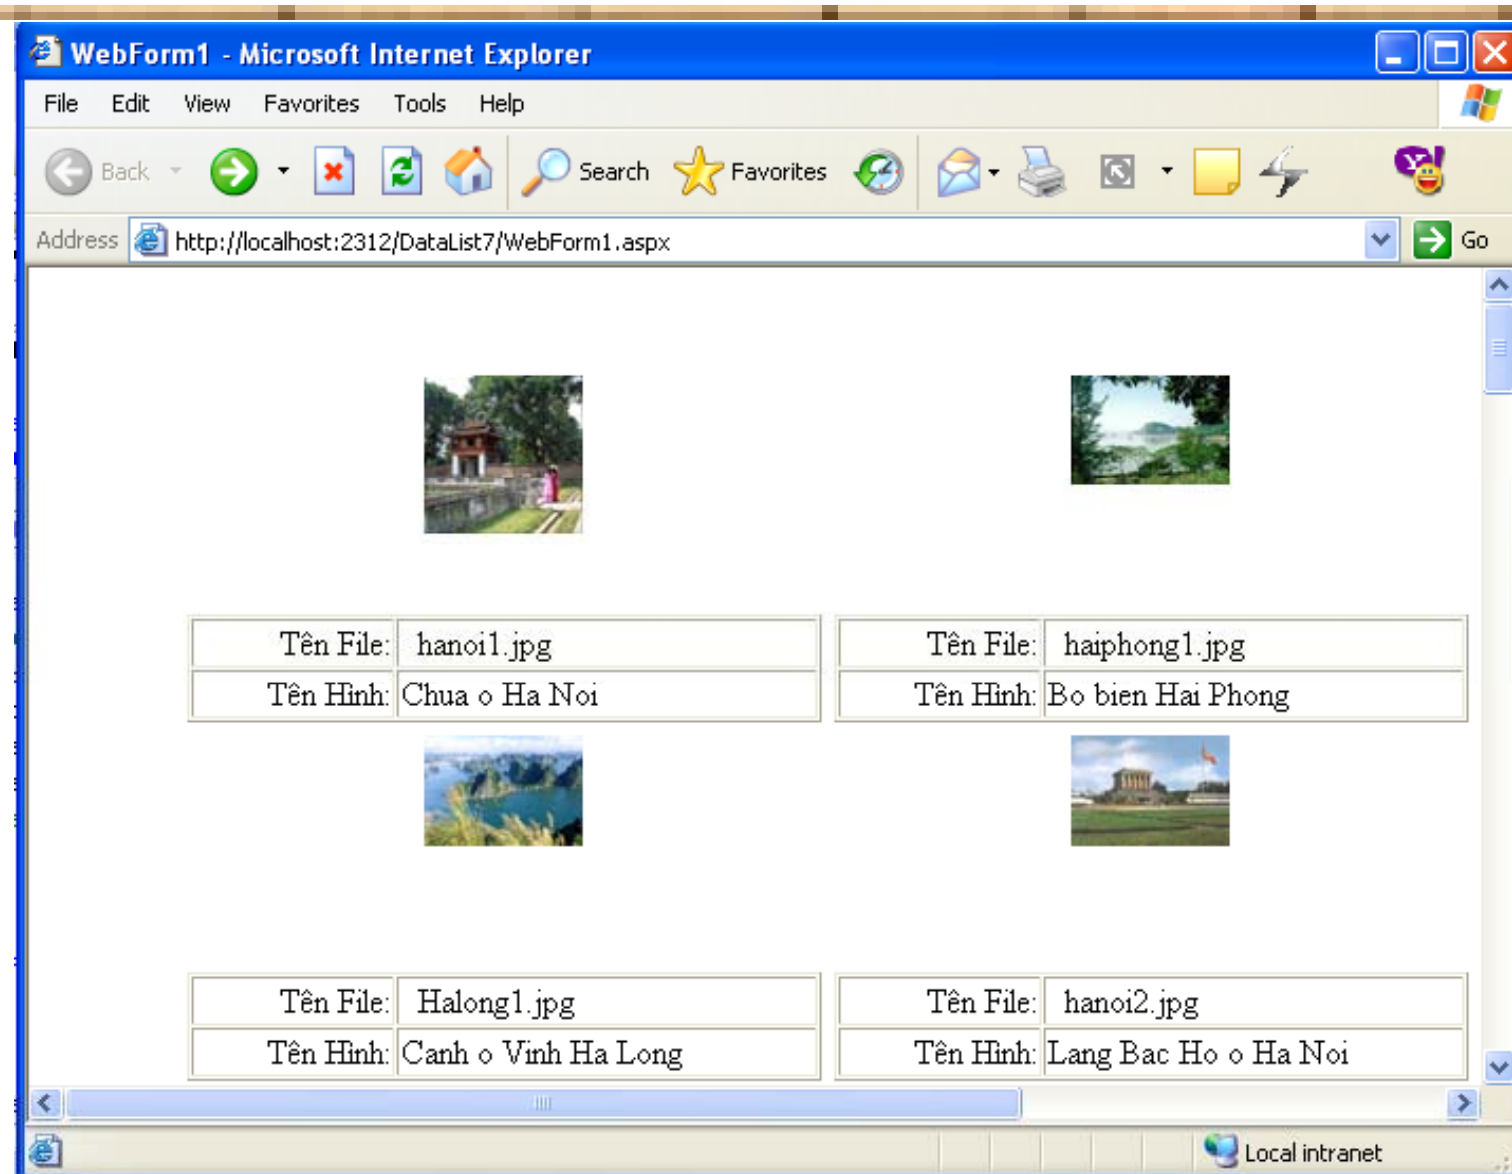 WebForm1 - Microsoft Internet Explorer
File Edit View Favorites Tools Help
Back Search Favorites
Address http://localhost:2312/DataList7/WebForm1.aspx Go
Tên File: hanoi1.jpg Tên File: haiphong1.jpg
Tên Hình: Chua o Ha Noi Tên Hình: Bo bien Hai Phong
Tên File: Halong1.jpg Tên File: hanoi2.jpg
Tên Hình: Canh o Vinh Ha Long Tên Hình: Lang Bac Ho o Ha Noi
Local intranet